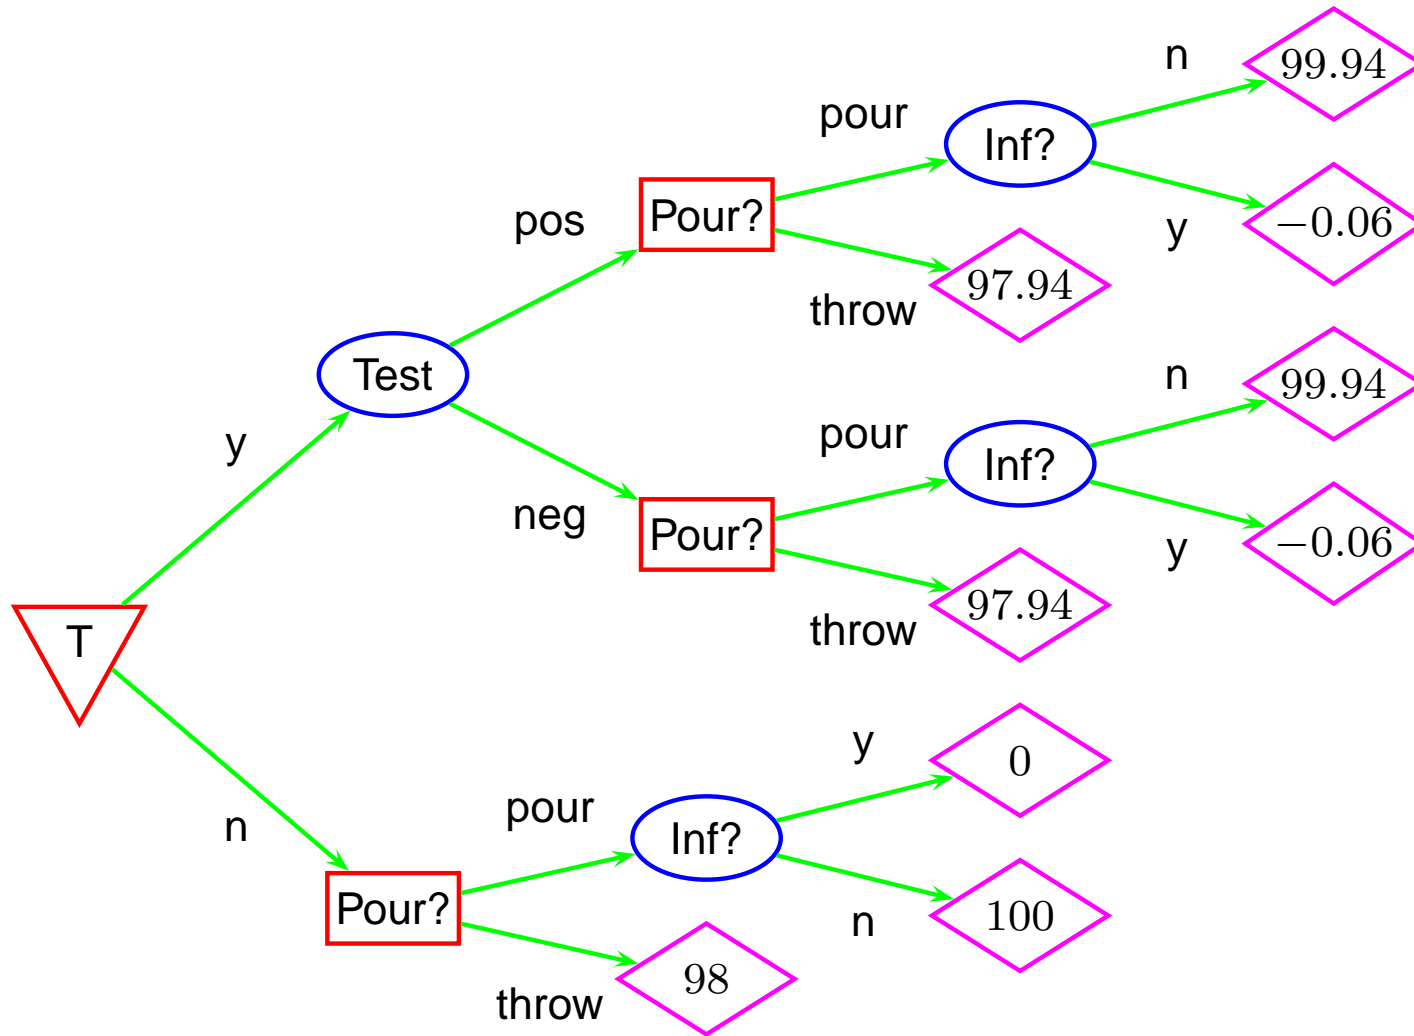 n
99.94
pour
Inf?
pos
Pour?
y
−0.06
97.94
throw
Test
n
99.94
y
pour
Inf?
neg
Pour?
y
−0.06
97.94
throw
T
y
0
n
pour
Inf?
Pour?
n
100
throw
98